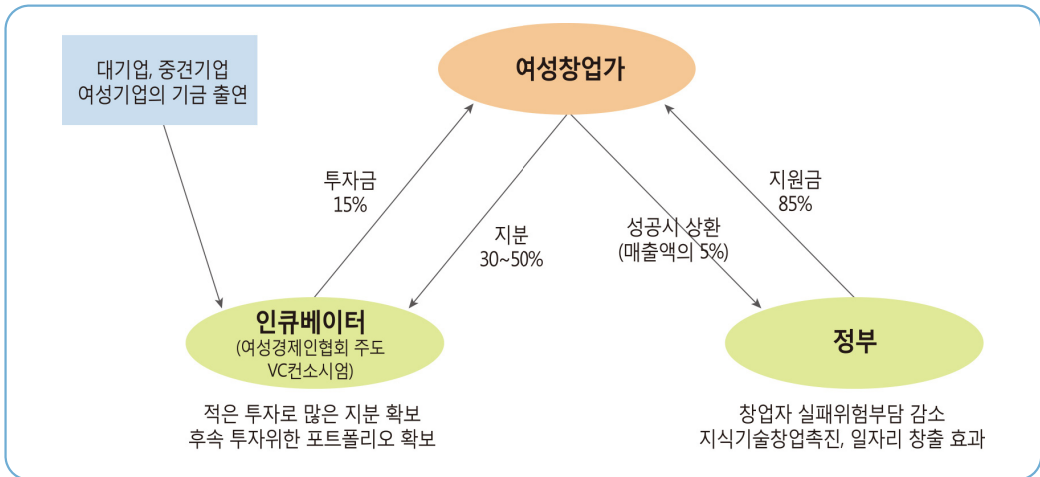 대기업, 중견기업
여성기업의 기금 출연
여성창업가
투자금
15%
지분
30~50%
성공시 상환
(매출액의 5%)
지원금
85%
인큐베이터
(여성경제인협회 주도
VC컨소시엄)
정부
적은 투자로 많은 지분 확보
후속 투자위한 포트폴리오 확보
창업자 실패위험부담 감소
지식기술창업촉진, 일자리 창출 효과